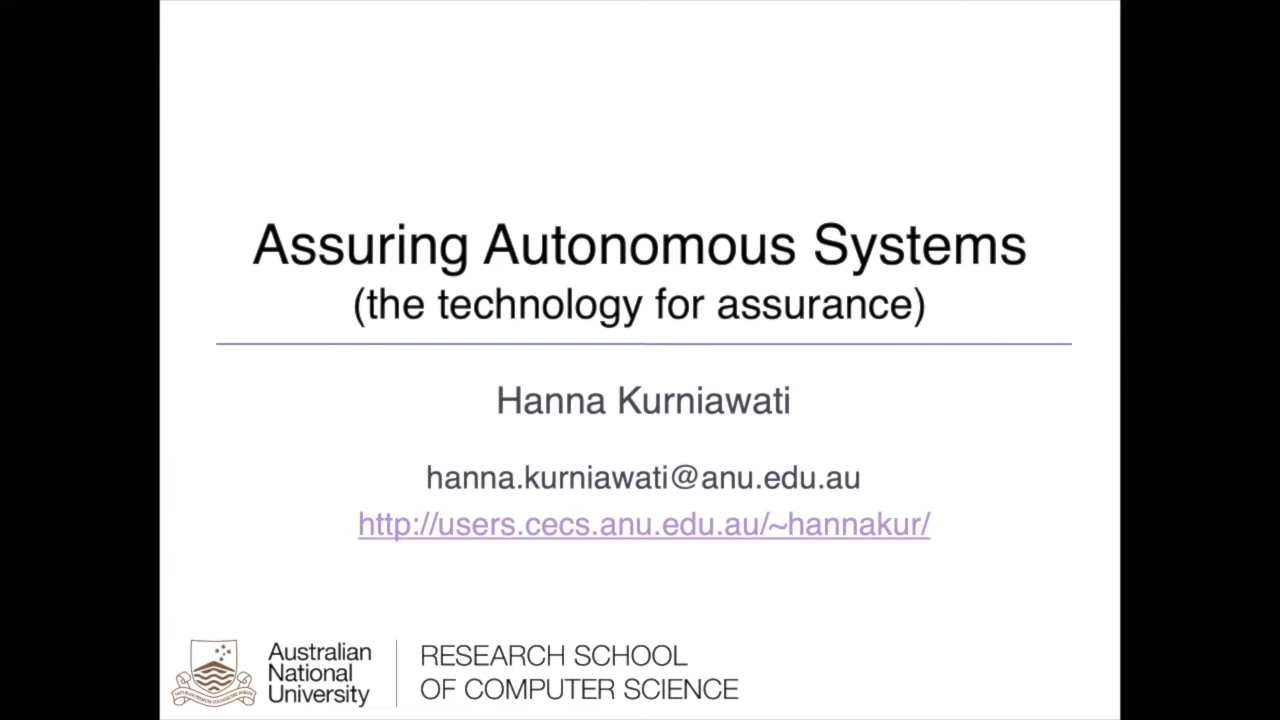 Assuring Autonomous Systems
(the technology for assurance)
Hanna Kurniawati
hanna.kurniawati@anu.edu.au
http://users.cecs.anu.edu.au/~hannakur/
Australian
National
University
RESEARCH SCHOOL
OF COMPUTER SCIENCE